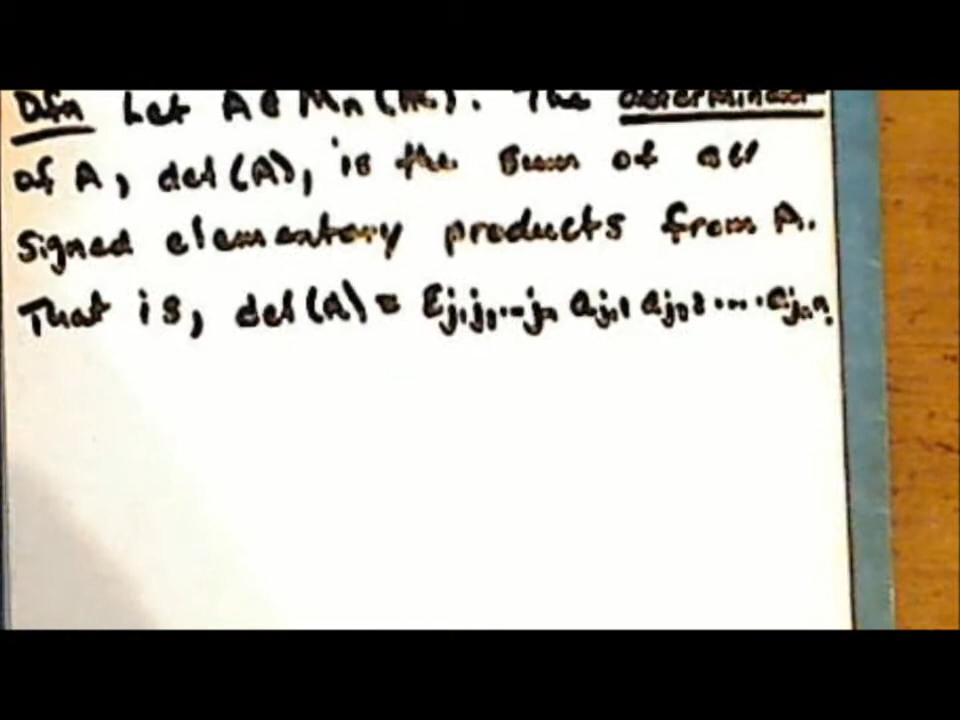 Dfn Let A ∈ Mn(ℝ). The determinant
of A, det(A), is the sum of all
signed elementary products from A.
That is, det(A) = εj₁j₂...jₙ aj₁1 aj₂2 ... ajₙn.